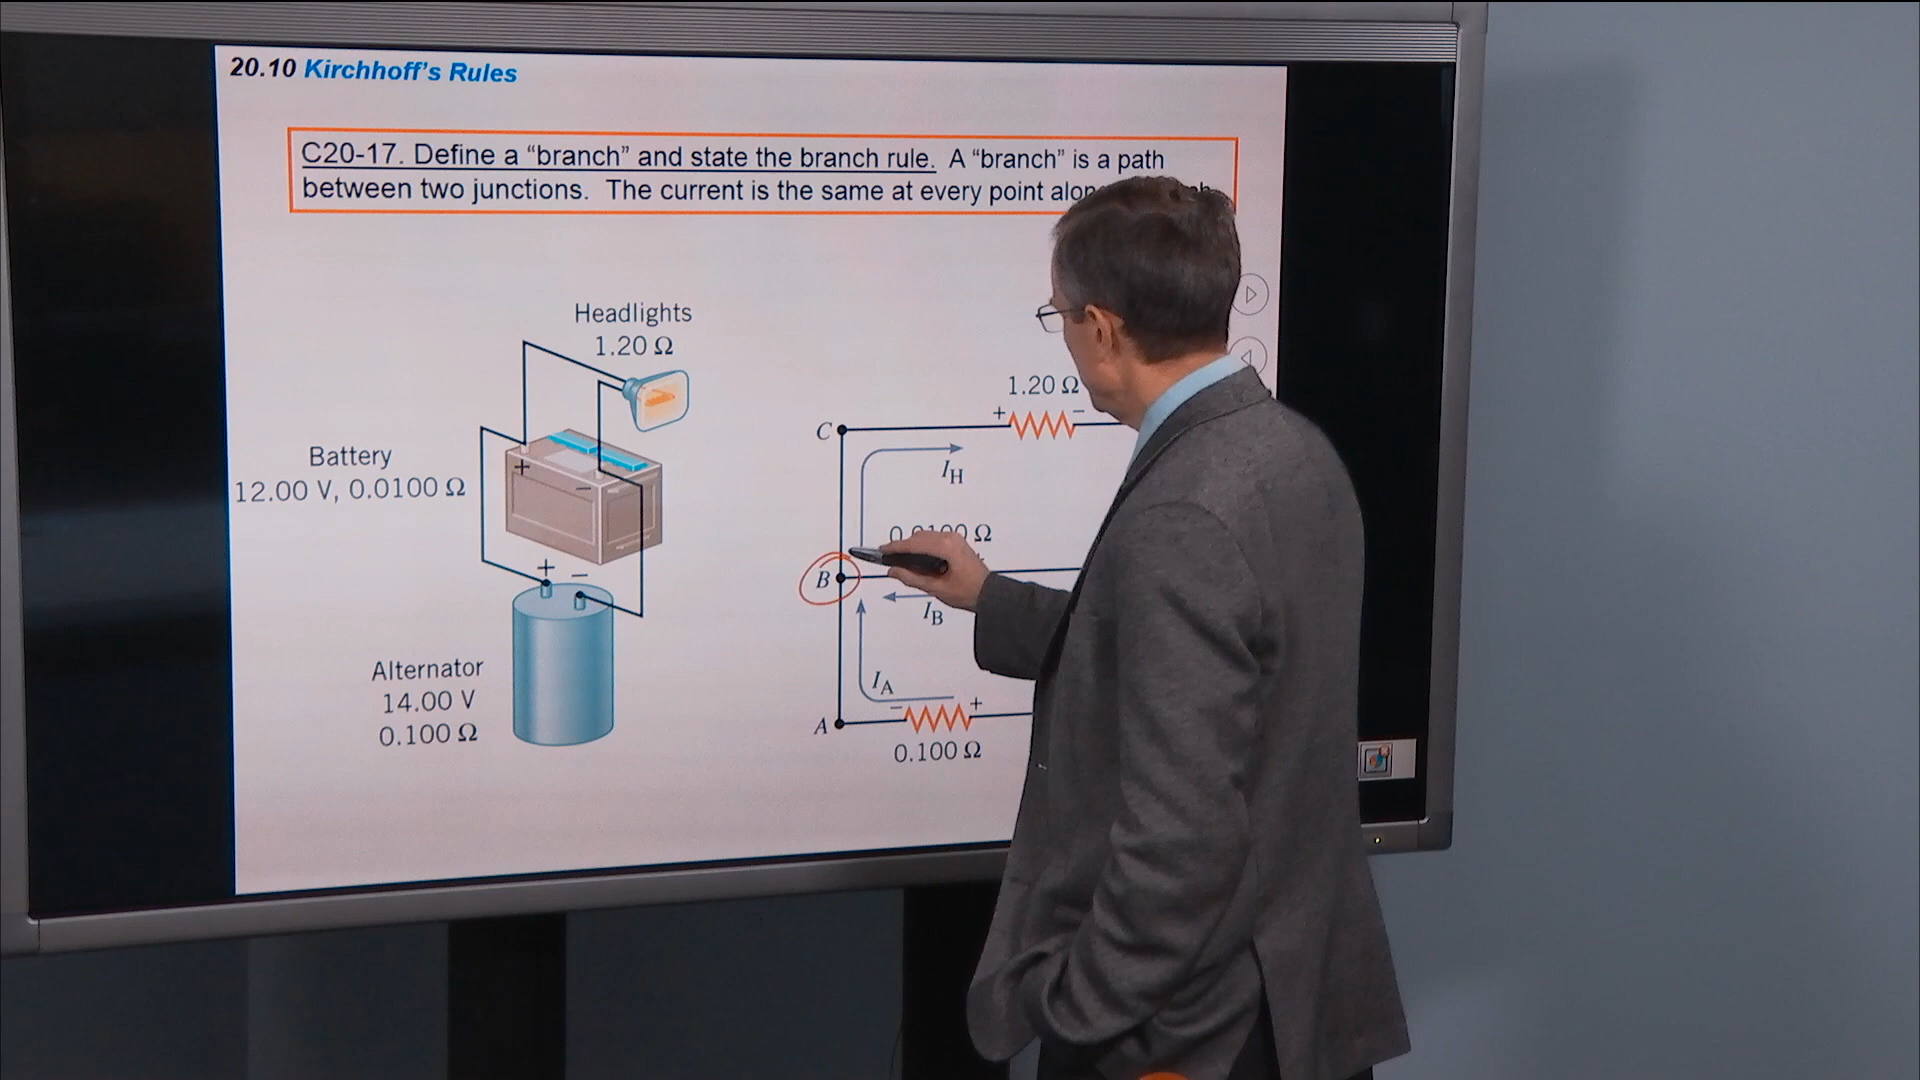 20.10 Kirchhoff's Rules
C20-17. Define a “branch” and state the branch rule. A “branch” is a path
between two junctions. The current is the same at every point
Headlights
1.20 Ω
Battery
12.00 V, 0.0100 Ω
+
−
+ −
Alternator
14.00 V
0.100 Ω
1.20 Ω
+ −
C
I_H
0.0100 Ω
+
B
I_B
I_A
− +
A
0.100 Ω